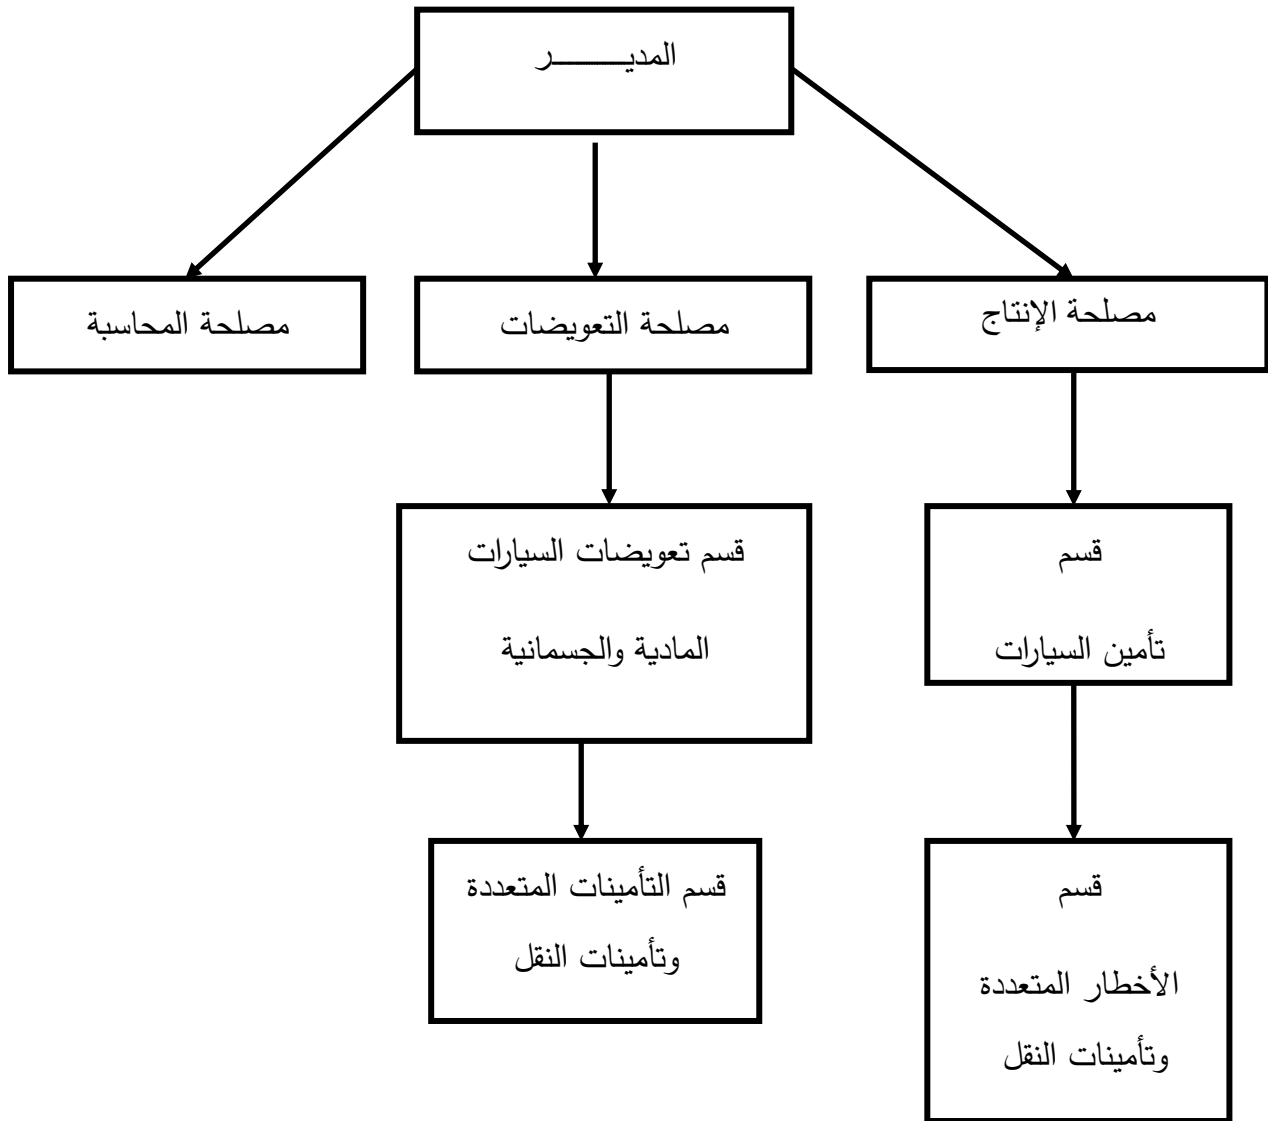 المديـــــــر
مصلحة الإنتاج
مصلحة التعويضات
مصلحة المحاسبة
قسم
تأمين السيارات
قسم تعويضات السيارات
المادية والجسمانية
قسم
الأخطار المتعددة
وتأمينات النقل
قسم التأمينات المتعددة
وتأمينات النقل